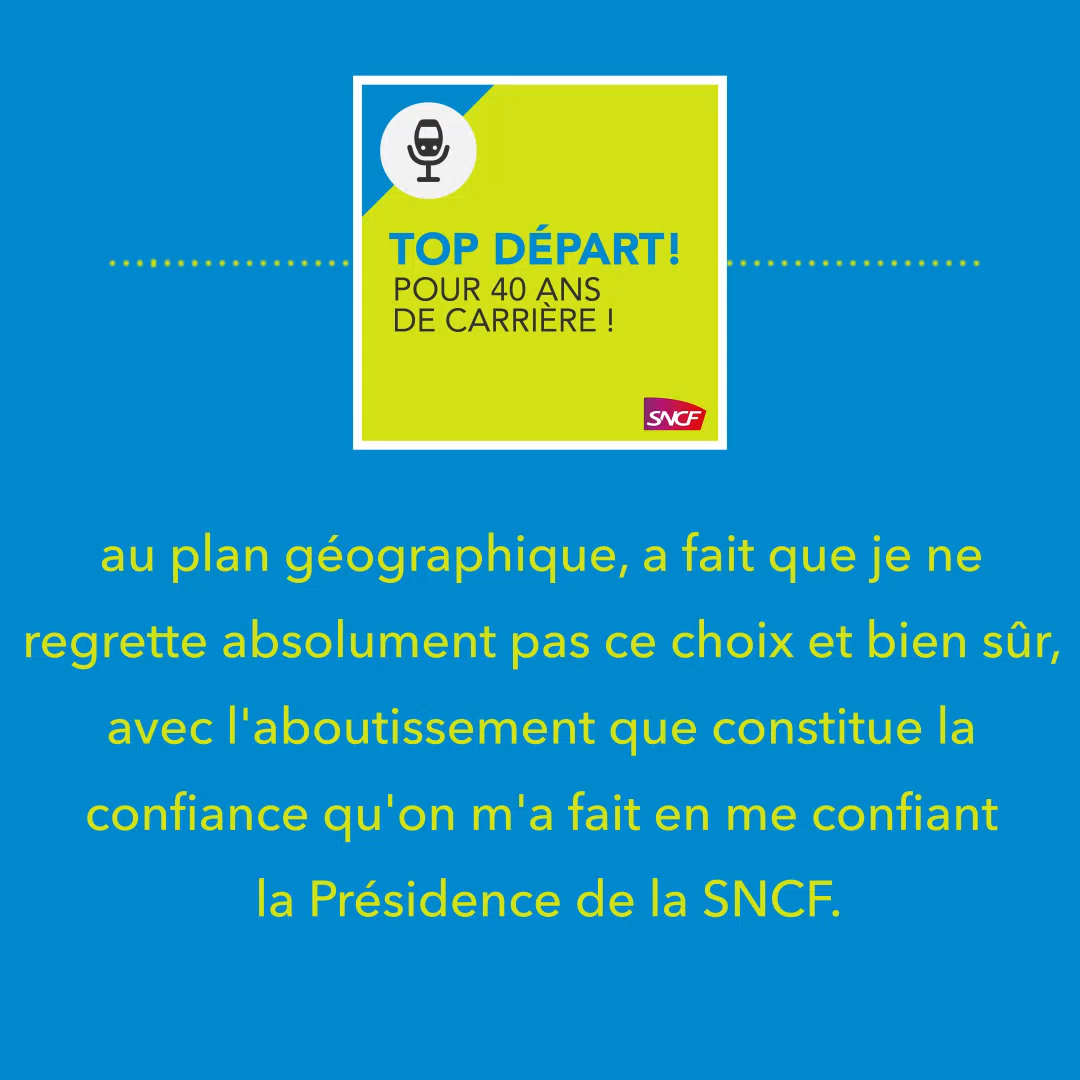 TOP DÉPART!
POUR 40 ANS
DE CARRIÈRE !
SNCF
au plan géographique, a fait que je ne
regrette absolument pas ce choix et bien sûr,
avec l'aboutissement que constitue la
confiance qu'on m'a fait en me confiant
la Présidence de la SNCF.